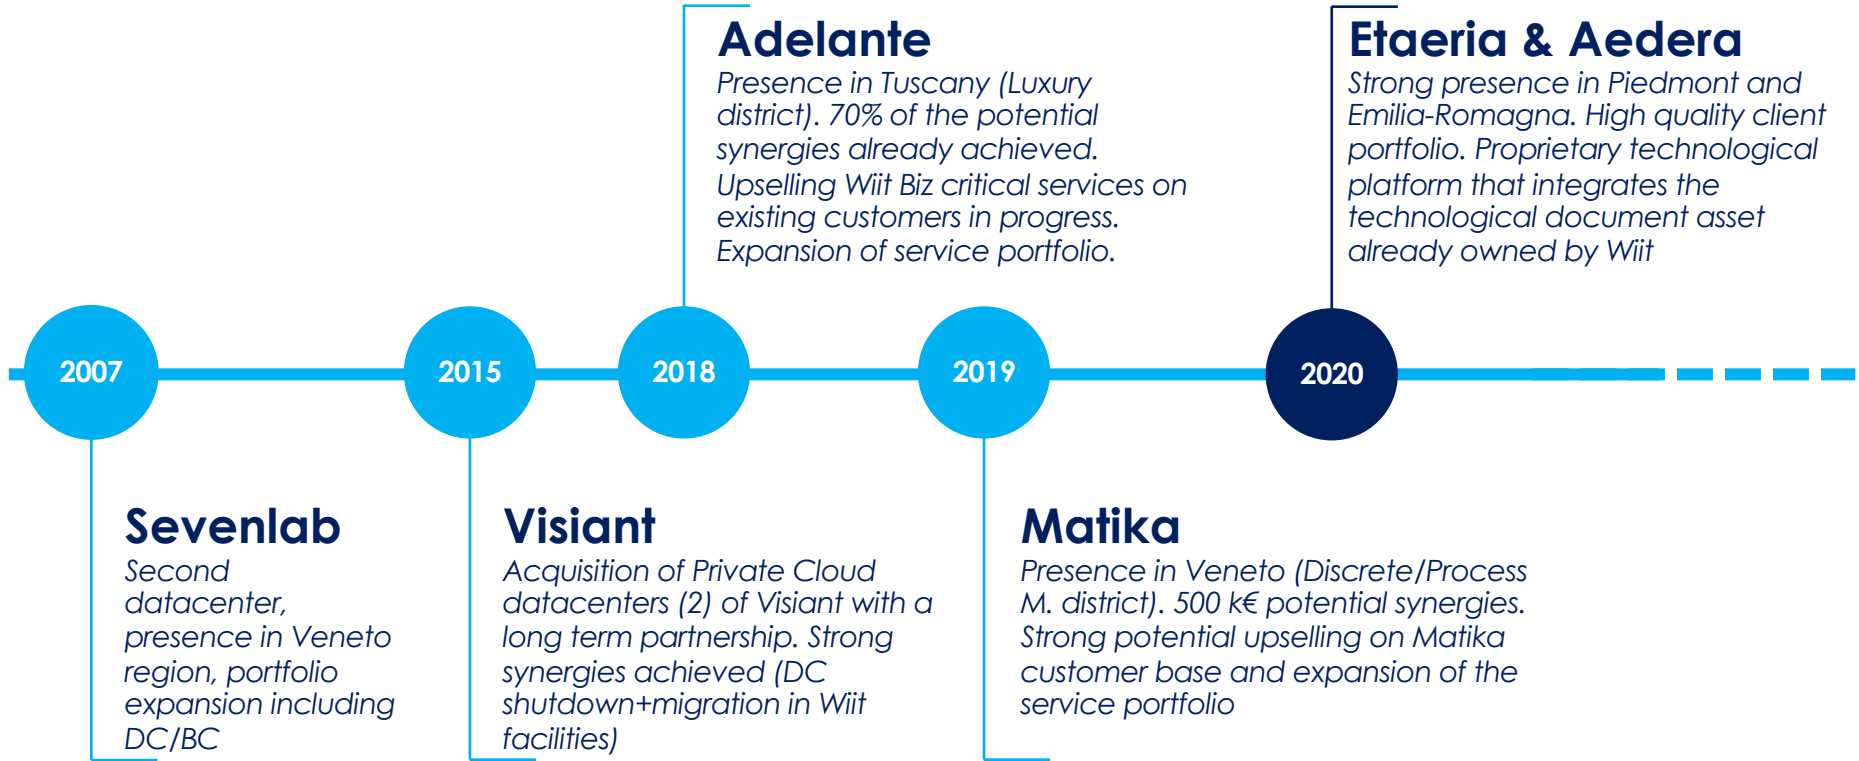 Adelante
Presence in Tuscany (Luxury
district). 70% of the potential
synergies already achieved.
Upselling Wiit Biz critical services on
existing customers in progress.
Expansion of service portfolio.
Etaeria & Aedera
Strong presence in Piedmont and
Emilia-Romagna. High quality client
portfolio. Proprietary technological
platform that integrates the
technological document asset
already owned by Wiit
2007
2015
2018
2019
2020
Sevenlab
Second
datacenter,
presence in Veneto
region, portfolio
expansion including
DC/BC
Visiant
Acquisition of Private Cloud
datacenters (2) of Visiant with a
long term partnership. Strong
synergies achieved (DC
shutdown+migration in Wiit
facilities)
Matika
Presence in Veneto (Discrete/Process
M. district). 500 k€ potential synergies.
Strong potential upselling on Matika
customer base and expansion of the
service portfolio